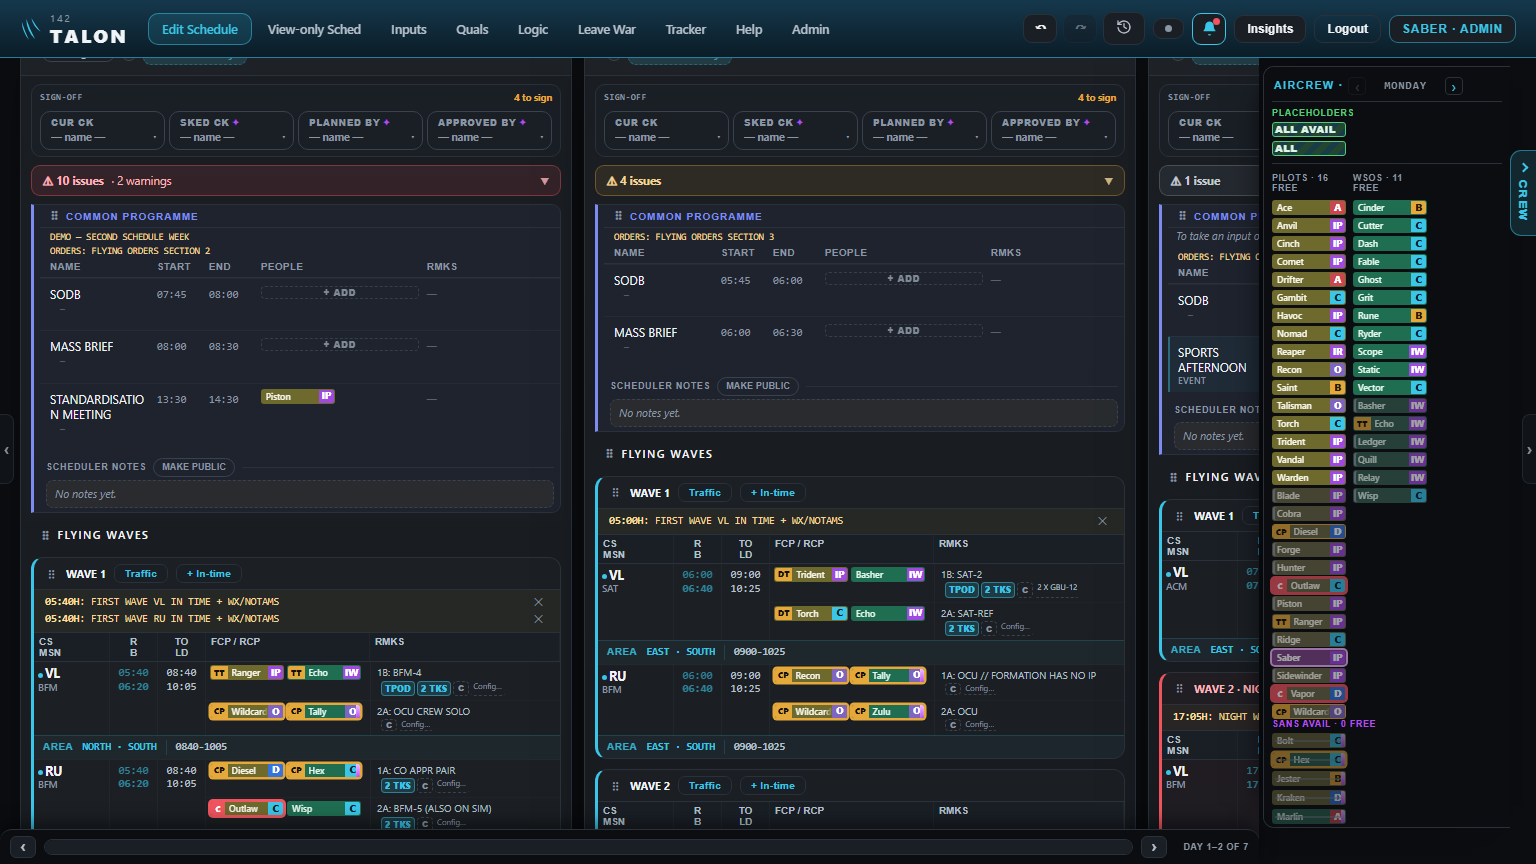 142
TALON
Edit Schedule
View-only Sched
Inputs
Quals
Logic
Leave War
Tracker
Help
Admin
Insights
Logout
SABER · ADMIN
SIGN-OFF
4 to sign
CUR CK
— name —
SKED CK ✦
— name —
PLANNED BY ✦
— name —
APPROVED BY ✦
— name —
⚠ 10 issues · 2 warnings
COMMON PROGRAMME
DEMO — SECOND SCHEDULE WEEK
ORDERS: FLYING ORDERS SECTION 2
NAME START END PEOPLE RMKS
SODB 07:45 08:00 + ADD —
–
MASS BRIEF 08:00 08:30 + ADD —
–
STANDARDISATIO
N MEETING 13:30 14:30 Piston IP —
–
SCHEDULER NOTES MAKE PUBLIC
No notes yet.
FLYING WAVES
WAVE 1 Traffic + In-time
05:40H: FIRST WAVE VL IN TIME + WX/NOTAMS
05:40H: FIRST WAVE RU IN TIME + WX/NOTAMS
CS R TO FCP / RCP RMKS
MSN B LD
VL 05:40 08:40 TT Ranger IP TT Echo IW 1B: BFM-4
BFM 06:20 10:05 TPOD 2 TKS C Config...
CP Wildcard O CP Tally O 2A: OCU CREW SOLO
C Config...
AREA NORTH · SOUTH 0840-1005
RU 05:40 08:40 CP Diesel D CP Hex C 1A: CO APPR PAIR
BFM 06:20 10:05 2 TKS C Config...
C Outlaw C Wisp C 2A: BFM-5 (ALSO ON SIM)
2 TKS C Config...
SIGN-OFF
4 to sign
CUR CK
— name —
SKED CK ✦
— name —
PLANNED BY ✦
— name —
APPROVED BY ✦
— name —
⚠ 4 issues
COMMON PROGRAMME
ORDERS: FLYING ORDERS SECTION 3
NAME START END PEOPLE RMKS
SODB 05:45 06:00 + ADD —
–
MASS BRIEF 06:00 06:30 + ADD —
–
SCHEDULER NOTES MAKE PUBLIC
No notes yet.
FLYING WAVES
WAVE 1 Traffic + In-time
05:00H: FIRST WAVE VL IN TIME + WX/NOTAMS
CS R TO FCP / RCP RMKS
MSN B LD
VL 06:00 09:00 DT Trident IP Basher IW 1B: SAT-2
SAT 06:40 10:25 TPOD 2 TKS C 2 X GBU-12
DT Torch C Echo IW 2A: SAT-REF
2 TKS C Config...
AREA EAST · SOUTH 0900-1025
RU 06:00 09:00 CP Recon O CP Tally O 1A: OCU // FORMATION HAS NO IP
BFM 06:40 10:25 C Config...
CP Wildcard O CP Zulu O 2A: OCU
C Config...
AREA EAST · SOUTH 0900-1025
WAVE 2 Traffic + In-time
CS R TO FCP / RCP RMKS
MSN B LD
SIGN-OFF
CUR CK
— name —
⚠ 1 issue
COMMON P
To take an input o
ORDERS: FLYING O
NAME
SODB
–
SPORTS
AFTERNOON
EVENT
SCHEDULER NOT
No notes yet.
FLYING WAV
WAVE 1 T
CS
MSN
VL 07
ACM 07
AREA EAST · SO
WAVE 2 · NIG
17:05H: NIGHT W
CS
MSN
VL 17
BFM 18
AIRCREW · MONDAY
PLACEHOLDERS
ALL AVAIL
ALL
PILOTS · 16 FREE
WSOS · 11 FREE
Ace A Cinder B
Anvil IP Cutter C
Cinch IP Dash C
Comet IP Fable C
Drifter A Ghost C
Gambit C Grit C
Havoc IP Rune B
Nomad C Ryder C
Reaper IR Scope IW
Recon O Static IW
Saint B Vector C
Talisman O Basher IW
Torch C TT Echo IW
Trident IP Ledger IW
Vandal IP Quill IW
Warden IP Relay IW
Blade IP Wisp C
Cobra IP
CP Diesel D
Forge IP
Hunter IP
C Outlaw C
Piston IP
TT Ranger IP
Ridge C
Saber IP
Sidewinder IP
C Vapor D
CP Wildcard O
SANS AVAIL · 0 FREE
Bolt C
CP Hex C
Jester B
Kraken D
Marlin A
CREW
DAY 1–2 OF 7